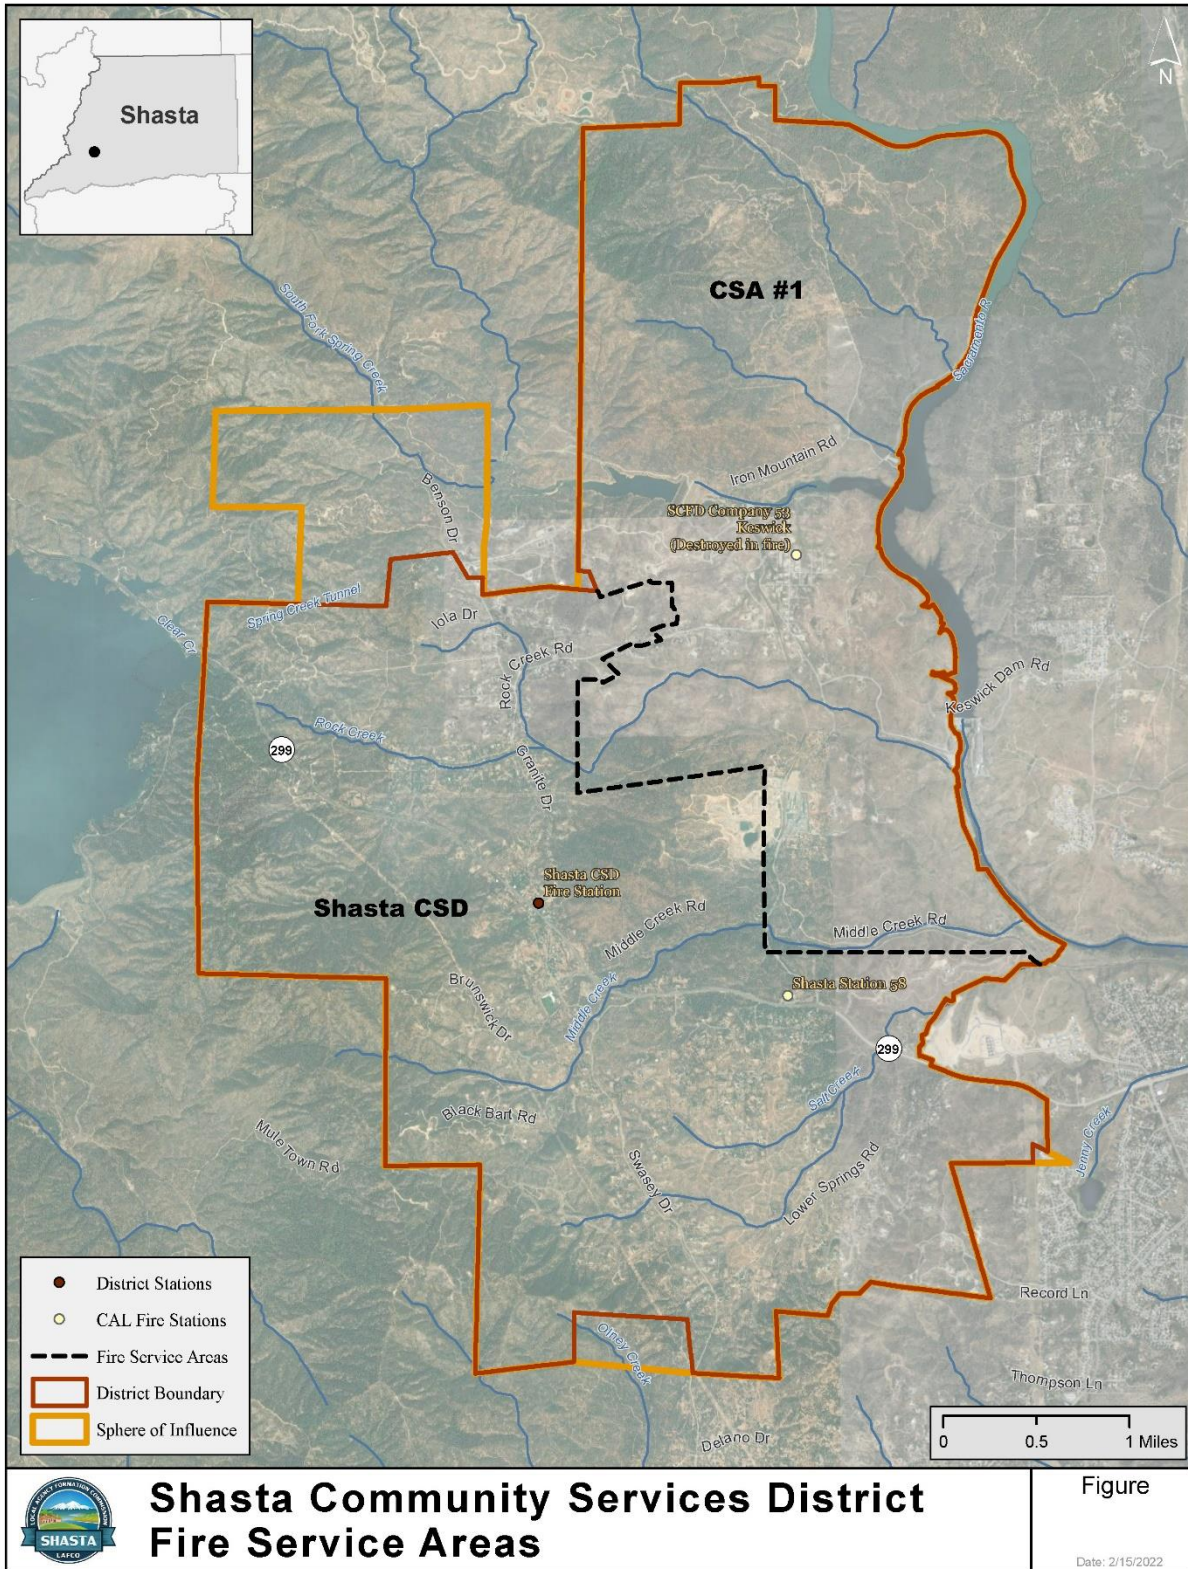 Shasta
N
CSA #1
South Fork Spring Creek
Sacramento R
Iron Mountain Rd
Benson Dr
SCFD Company 53
Keswick
(Destroyed in fire)
Spring Creek Tunnel
Clear Cr
Iola Dr
Rock Creek Rd
Keswick Dam Rd
Rock Creek
299
Granite Dr
Shasta CSD
Fire Station
Shasta CSD
Middle Creek Rd
Middle Creek Rd
Brunswick Dr
Middle Creek
Shasta Station 58
299
Salt Creek
Black Bart Rd
Mule Town Rd
Swasey Dr
Lower Springs Rd
Jenny Creek
Record Ln
Olney Creek
Thompson Ln
Delano Dr
District Stations
CAL Fire Stations
Fire Service Areas
District Boundary
Sphere of Influence
0 0.5 1 Miles
LOCAL AGENCY FORMATION COMMISSION
SHASTA
LAFCO
Shasta Community Services District
Fire Service Areas
Figure
Date: 2/15/2022